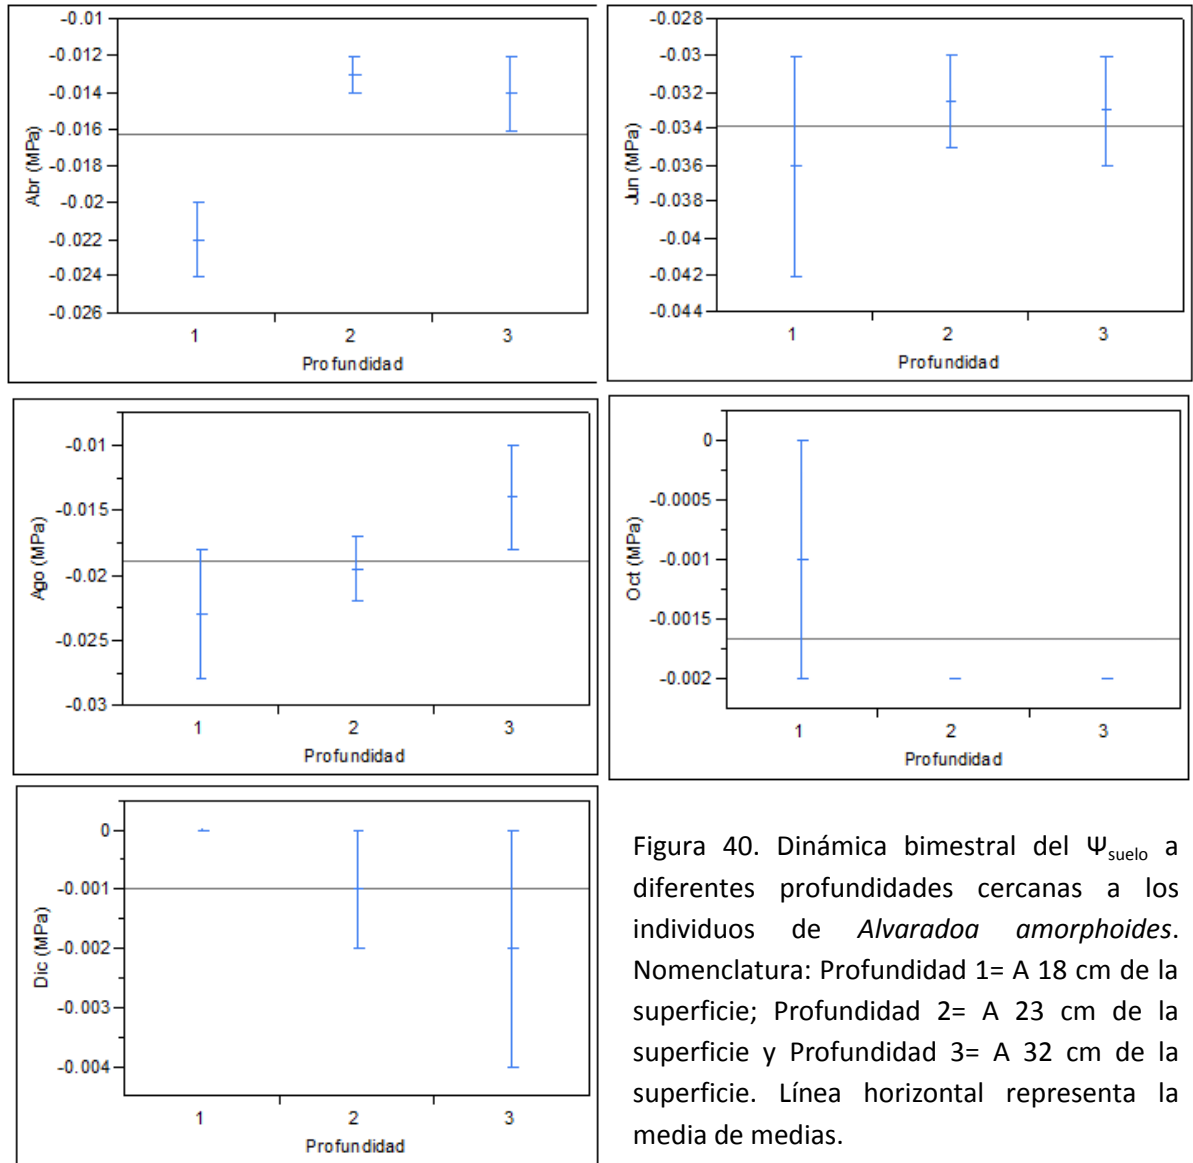 -0.01
-0.012
-0.014
-0.016
-0.018
-0.02
-0.022
-0.024
-0.026
Abr (MPa)
1 2 3
Profundidad
-0.028
-0.03
-0.032
-0.034
-0.036
-0.038
-0.04
-0.042
-0.044
Jun (MPa)
1 2 3
Profundidad
-0.01
-0.015
-0.02
-0.025
-0.03
Ago (MPa)
1 2 3
Profundidad
0
-0.0005
-0.001
-0.0015
-0.002
Oct (MPa)
1 2 3
Profundidad
0
-0.001
-0.002
-0.003
-0.004
Dic (MPa)
1 2 3
Profundidad
Figura 40. Dinámica bimestral del Ψsuelo a
diferentes profundidades cercanas a los
individuos de Alvaradoa amorphoides.
Nomenclatura: Profundidad 1= A 18 cm de la
superficie; Profundidad 2= A 23 cm de la
superficie y Profundidad 3= A 32 cm de la
superficie. Línea horizontal representa la
media de medias.